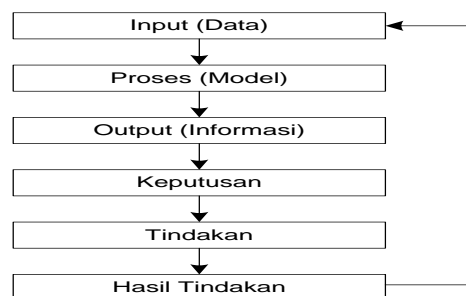 Input (Data)
Proses (Model)
Output (Informasi)
Keputusan
Tindakan
Hasil Tindakan